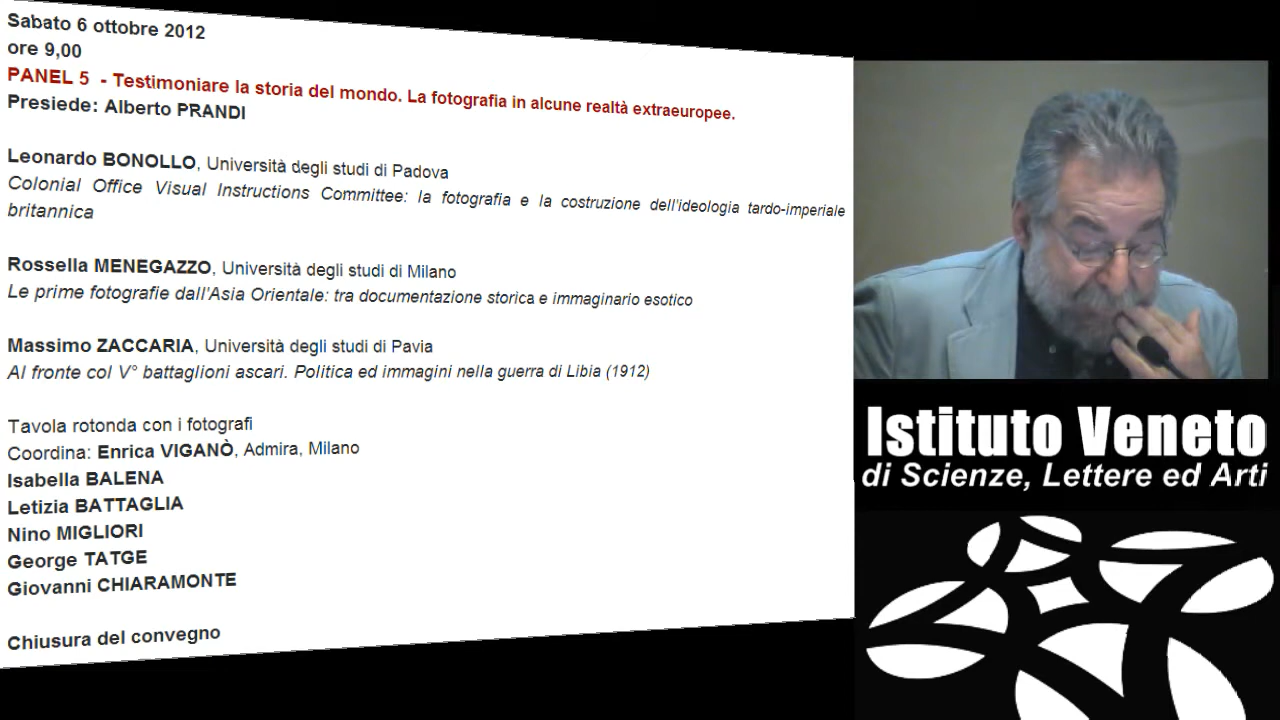 Sabato 6 ottobre 2012
ore 9,00
PANEL 5 - Testimoniare la storia del mondo. La fotografia in alcune realtà extraeuropee.
Presiede: Alberto PRANDI
Leonardo BONOLLO, Università degli studi di Padova
Colonial Office Visual Instructions Committee: la fotografia e la costruzione dell'ideologia tardo-imperiale
britannica
Rossella MENEGAZZO, Università degli studi di Milano
Le prime fotografie dall'Asia Orientale: tra documentazione storica e immaginario esotico
Massimo ZACCARIA, Università degli studi di Pavia
Al fronte col V° battaglioni ascari. Politica ed immagini nella guerra di Libia (1912)
Tavola rotonda con i fotografi
Coordina: Enrica VIGANÒ, Admira, Milano
Isabella BALENA
Letizia BATTAGLIA
Nino MIGLIORI
George TATGE
Giovanni CHIARAMONTE
Chiusura del convegno
Istituto Veneto
di Scienze, Lettere ed Arti